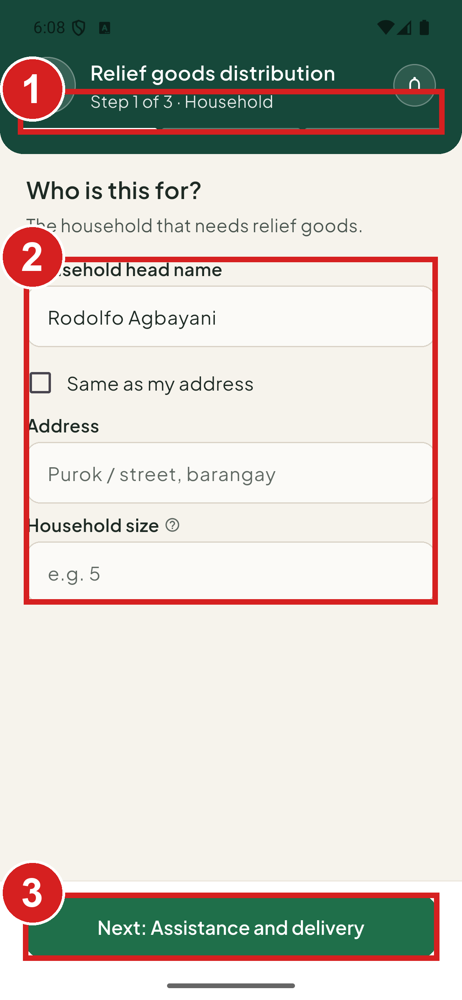 6:08
1
Relief goods distribution
Step 1 of 3 · Household
Who is this for?
The household that needs relief goods.
2
sehold head name
Rodolfo Agbayani
Same as my address
Address
Purok / street, barangay
Household size ?
e.g. 5
3
Next: Assistance and delivery